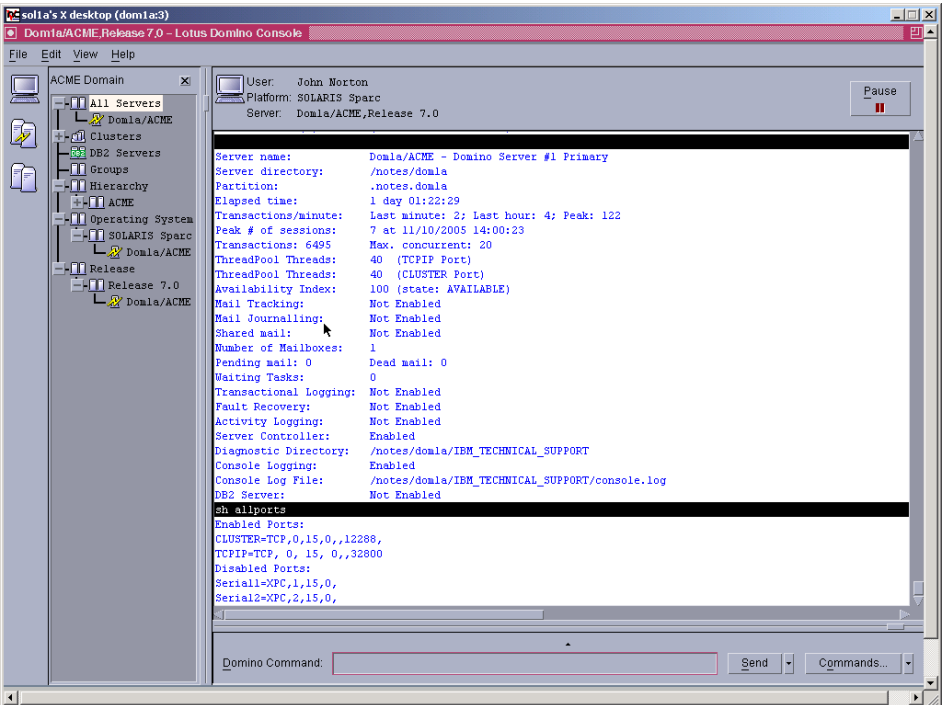 sol1a's X desktop (dom1a:3)
Dom1a/ACME,Release 7.0 – Lotus Domino Console
File Edit View Help
ACME Domain
All Servers
Dom1a/ACME
Clusters
DB2 Servers
Groups
Hierarchy
ACME
Operating System
SOLARIS Sparc
Dom1a/ACME
Release
Release 7.0
Dom1a/ACME
User: John Norton
Platform: SOLARIS Sparc
Server: Dom1a/ACME,Release 7.0
Pause
Server name: Dom1a/ACME - Domino Server #1 Primary
Server directory: /notes/dom1a
Partition: .notes.dom1a
Elapsed time: 1 day 01:22:29
Transactions/minute: Last minute: 2; Last hour: 4; Peak: 122
Peak # of sessions: 7 at 11/10/2005 14:00:23
Transactions: 6495 Max. concurrent: 20
ThreadPool Threads: 40 (TCPIP Port)
ThreadPool Threads: 40 (CLUSTER Port)
Availability Index: 100 (state: AVAILABLE)
Mail Tracking: Not Enabled
Mail Journalling: Not Enabled
Shared mail: Not Enabled
Number of Mailboxes: 1
Pending mail: 0 Dead mail: 0
Waiting Tasks: 0
Transactional Logging: Not Enabled
Fault Recovery: Not Enabled
Activity Logging: Not Enabled
Server Controller: Enabled
Diagnostic Directory: /notes/dom1a/IBM_TECHNICAL_SUPPORT
Console Logging: Enabled
Console Log File: /notes/dom1a/IBM_TECHNICAL_SUPPORT/console.log
DB2 Server: Not Enabled
sh allports
Enabled Ports:
CLUSTER=TCP,0,15,0,,12288,
TCPIP=TCP, 0, 15, 0,,32800
Disabled Ports:
Serial1=XPC,1,15,0,
Serial2=XPC,2,15,0,
Domino Command: Send Commands...